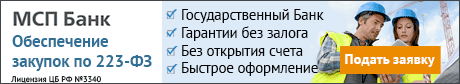 МСП Банк
Обеспечение
закупок по 223-ФЗ
Лицензия ЦБ РФ №3340
Государственный Банк
Гарантии без залога
Без открытия счета
Быстрое оформление
Подать заявку